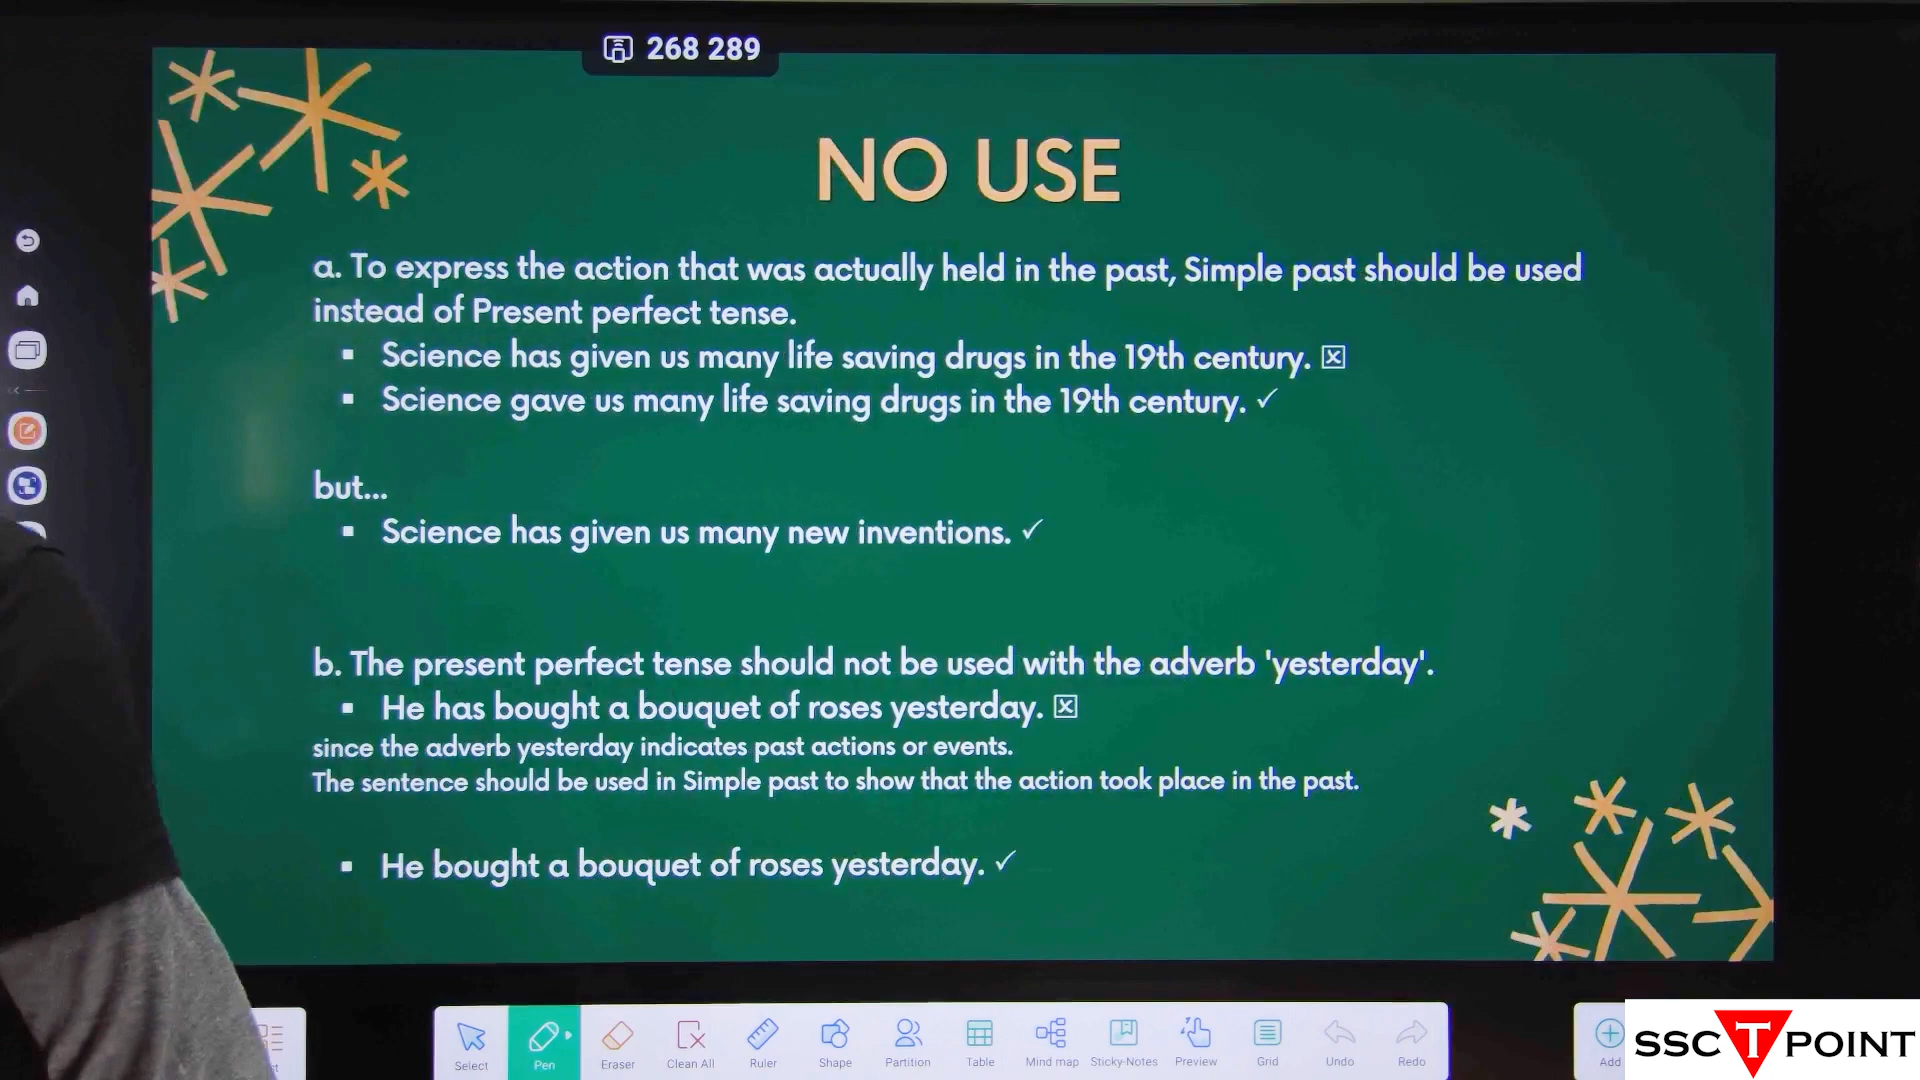 268 289
NO USE
a. To express the action that was actually held in the past, Simple past should be used
instead of Present perfect tense.
▪ Science has given us many life saving drugs in the 19th century. ☒
▪ Science gave us many life saving drugs in the 19th century. ✓
but...
▪ Science has given us many new inventions. ✓
b. The present perfect tense should not be used with the adverb 'yesterday'.
▪ He has bought a bouquet of roses yesterday. ☒
since the adverb yesterday indicates past actions or events.
The sentence should be used in Simple past to show that the action took place in the past.
▪ He bought a bouquet of roses yesterday. ✓
Select Pen Eraser Clean All Ruler Shape Partition Table Mind map Sticky-Notes Preview Grid Undo Redo Add
SSC T POINT